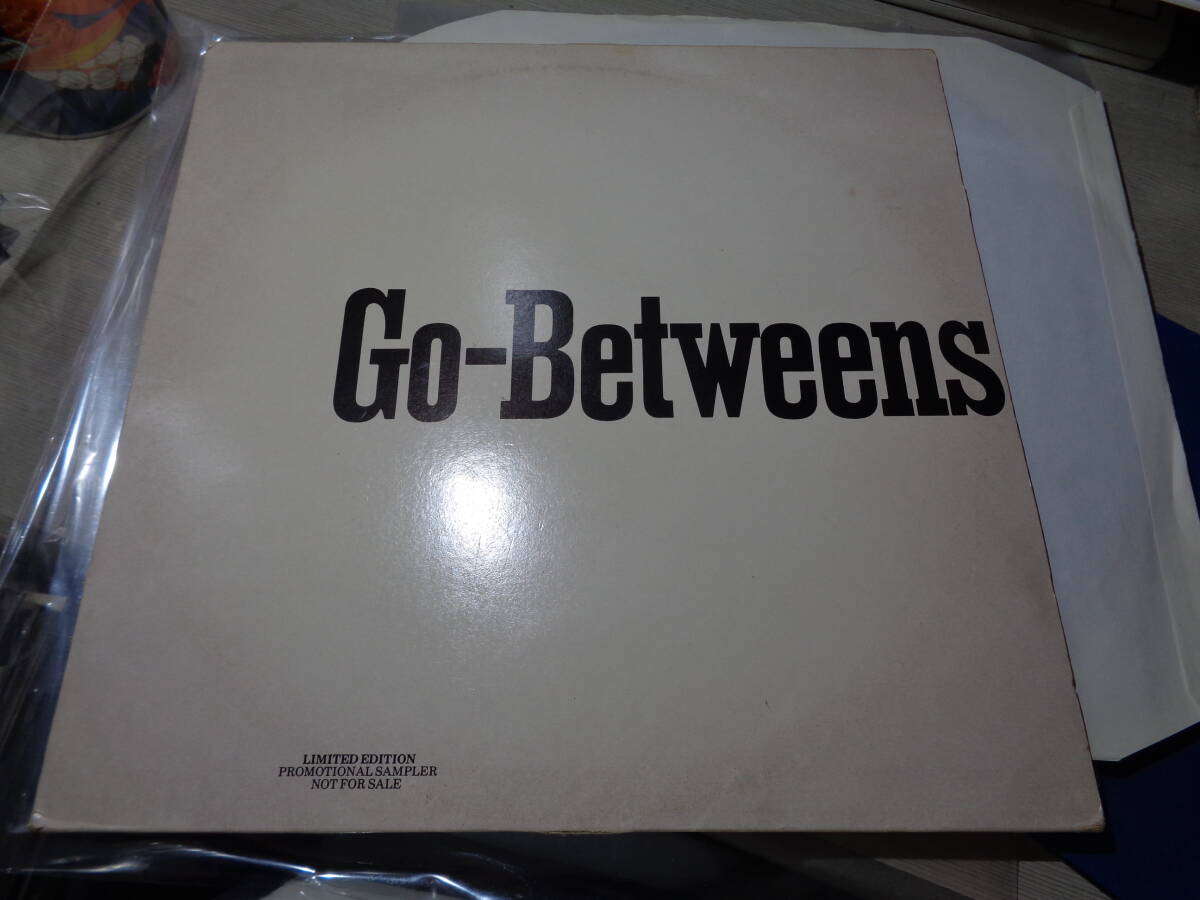 Go-Betweens
LIMITED EDITION
PROMOTIONAL SAMPLER
NOT FOR SALE